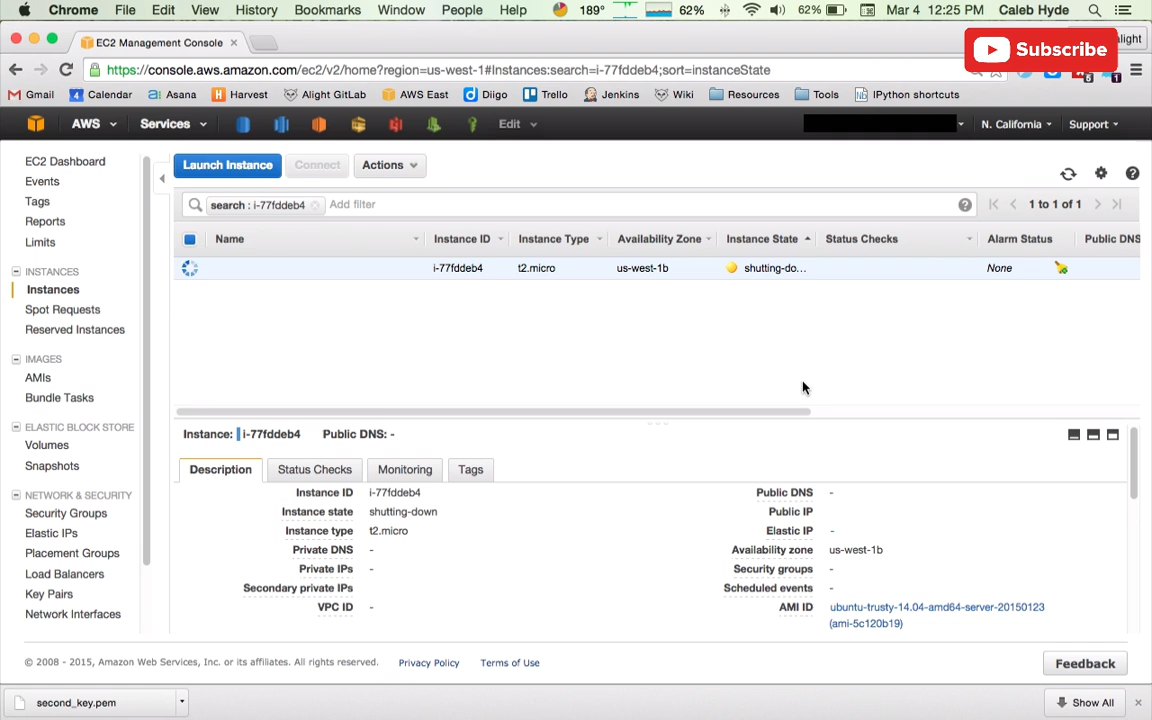 Chrome File Edit View History Bookmarks Window People Help 189° 62% 62% Mar 4 12:25 PM Caleb Hyde
EC2 Management Console
alight
Subscribe
https://console.aws.amazon.com/ec2/v2/home?region=us-west-1#Instances:search=i-77fddeb4;sort=instanceState
Gmail 4 Calendar a: Asana H Harvest Alight GitLab AWS East d Diigo Trello Jenkins Wiki Resources Tools nb IPython shortcuts
AWS Services Edit N. California Support
EC2 Dashboard
Events
Tags
Reports
Limits
INSTANCES
Instances
Spot Requests
Reserved Instances
IMAGES
AMIs
Bundle Tasks
ELASTIC BLOCK STORE
Volumes
Snapshots
NETWORK & SECURITY
Security Groups
Elastic IPs
Placement Groups
Load Balancers
Key Pairs
Network Interfaces
Launch Instance Connect Actions
search : i-77fddeb4 Add filter 1 to 1 of 1
Name Instance ID Instance Type Availability Zone Instance State Status Checks Alarm Status Public DNS
i-77fddeb4 t2.micro us-west-1b shutting-do... None
Instance: i-77fddeb4 Public DNS: -
Description Status Checks Monitoring Tags
Instance ID i-77fddeb4 Public DNS -
Instance state shutting-down Public IP
Instance type t2.micro Elastic IP -
Private DNS - Availability zone us-west-1b
Private IPs - Security groups -
Secondary private IPs Scheduled events -
VPC ID - AMI ID ubuntu-trusty-14.04-amd64-server-20150123
(ami-5c120b19)
© 2008 - 2015, Amazon Web Services, Inc. or its affiliates. All rights reserved. Privacy Policy Terms of Use Feedback
second_key.pem Show All